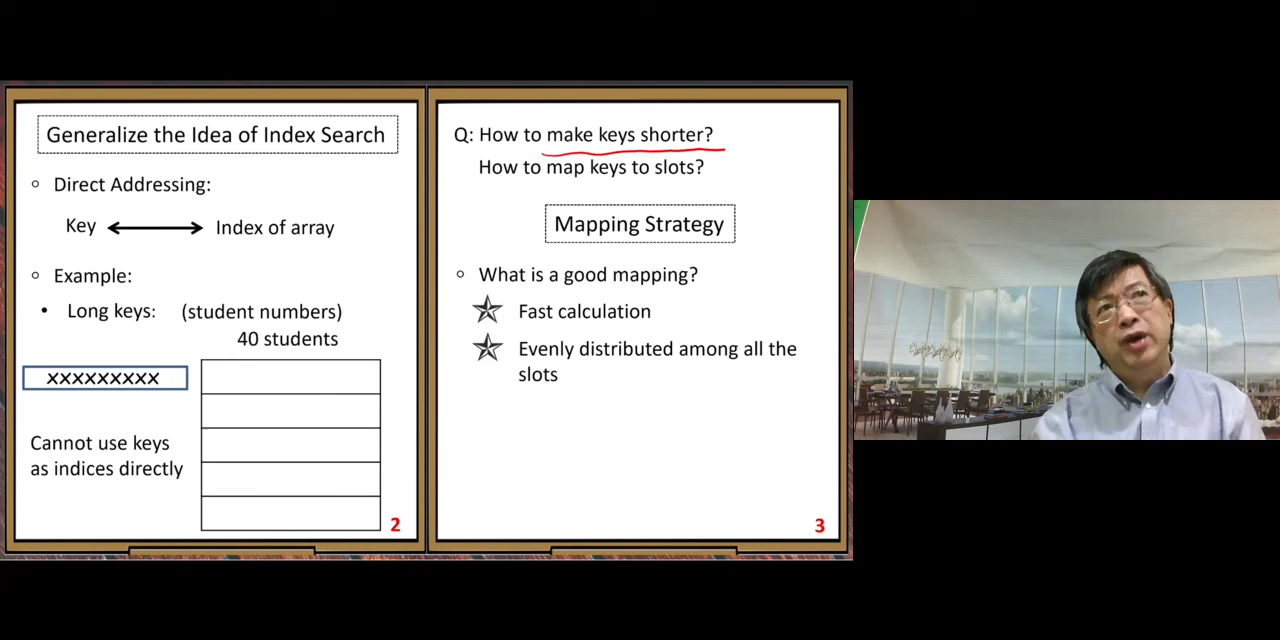 Generalize the Idea of Index Search
Direct Addressing:
Key Index of array
Example:
• Long keys: (student numbers)
40 students
xxxxxxxxx
Cannot use keys
as indices directly
2
Q: How to make keys shorter?
How to map keys to slots?
Mapping Strategy
What is a good mapping?
Fast calculation
Evenly distributed among all the
slots
3